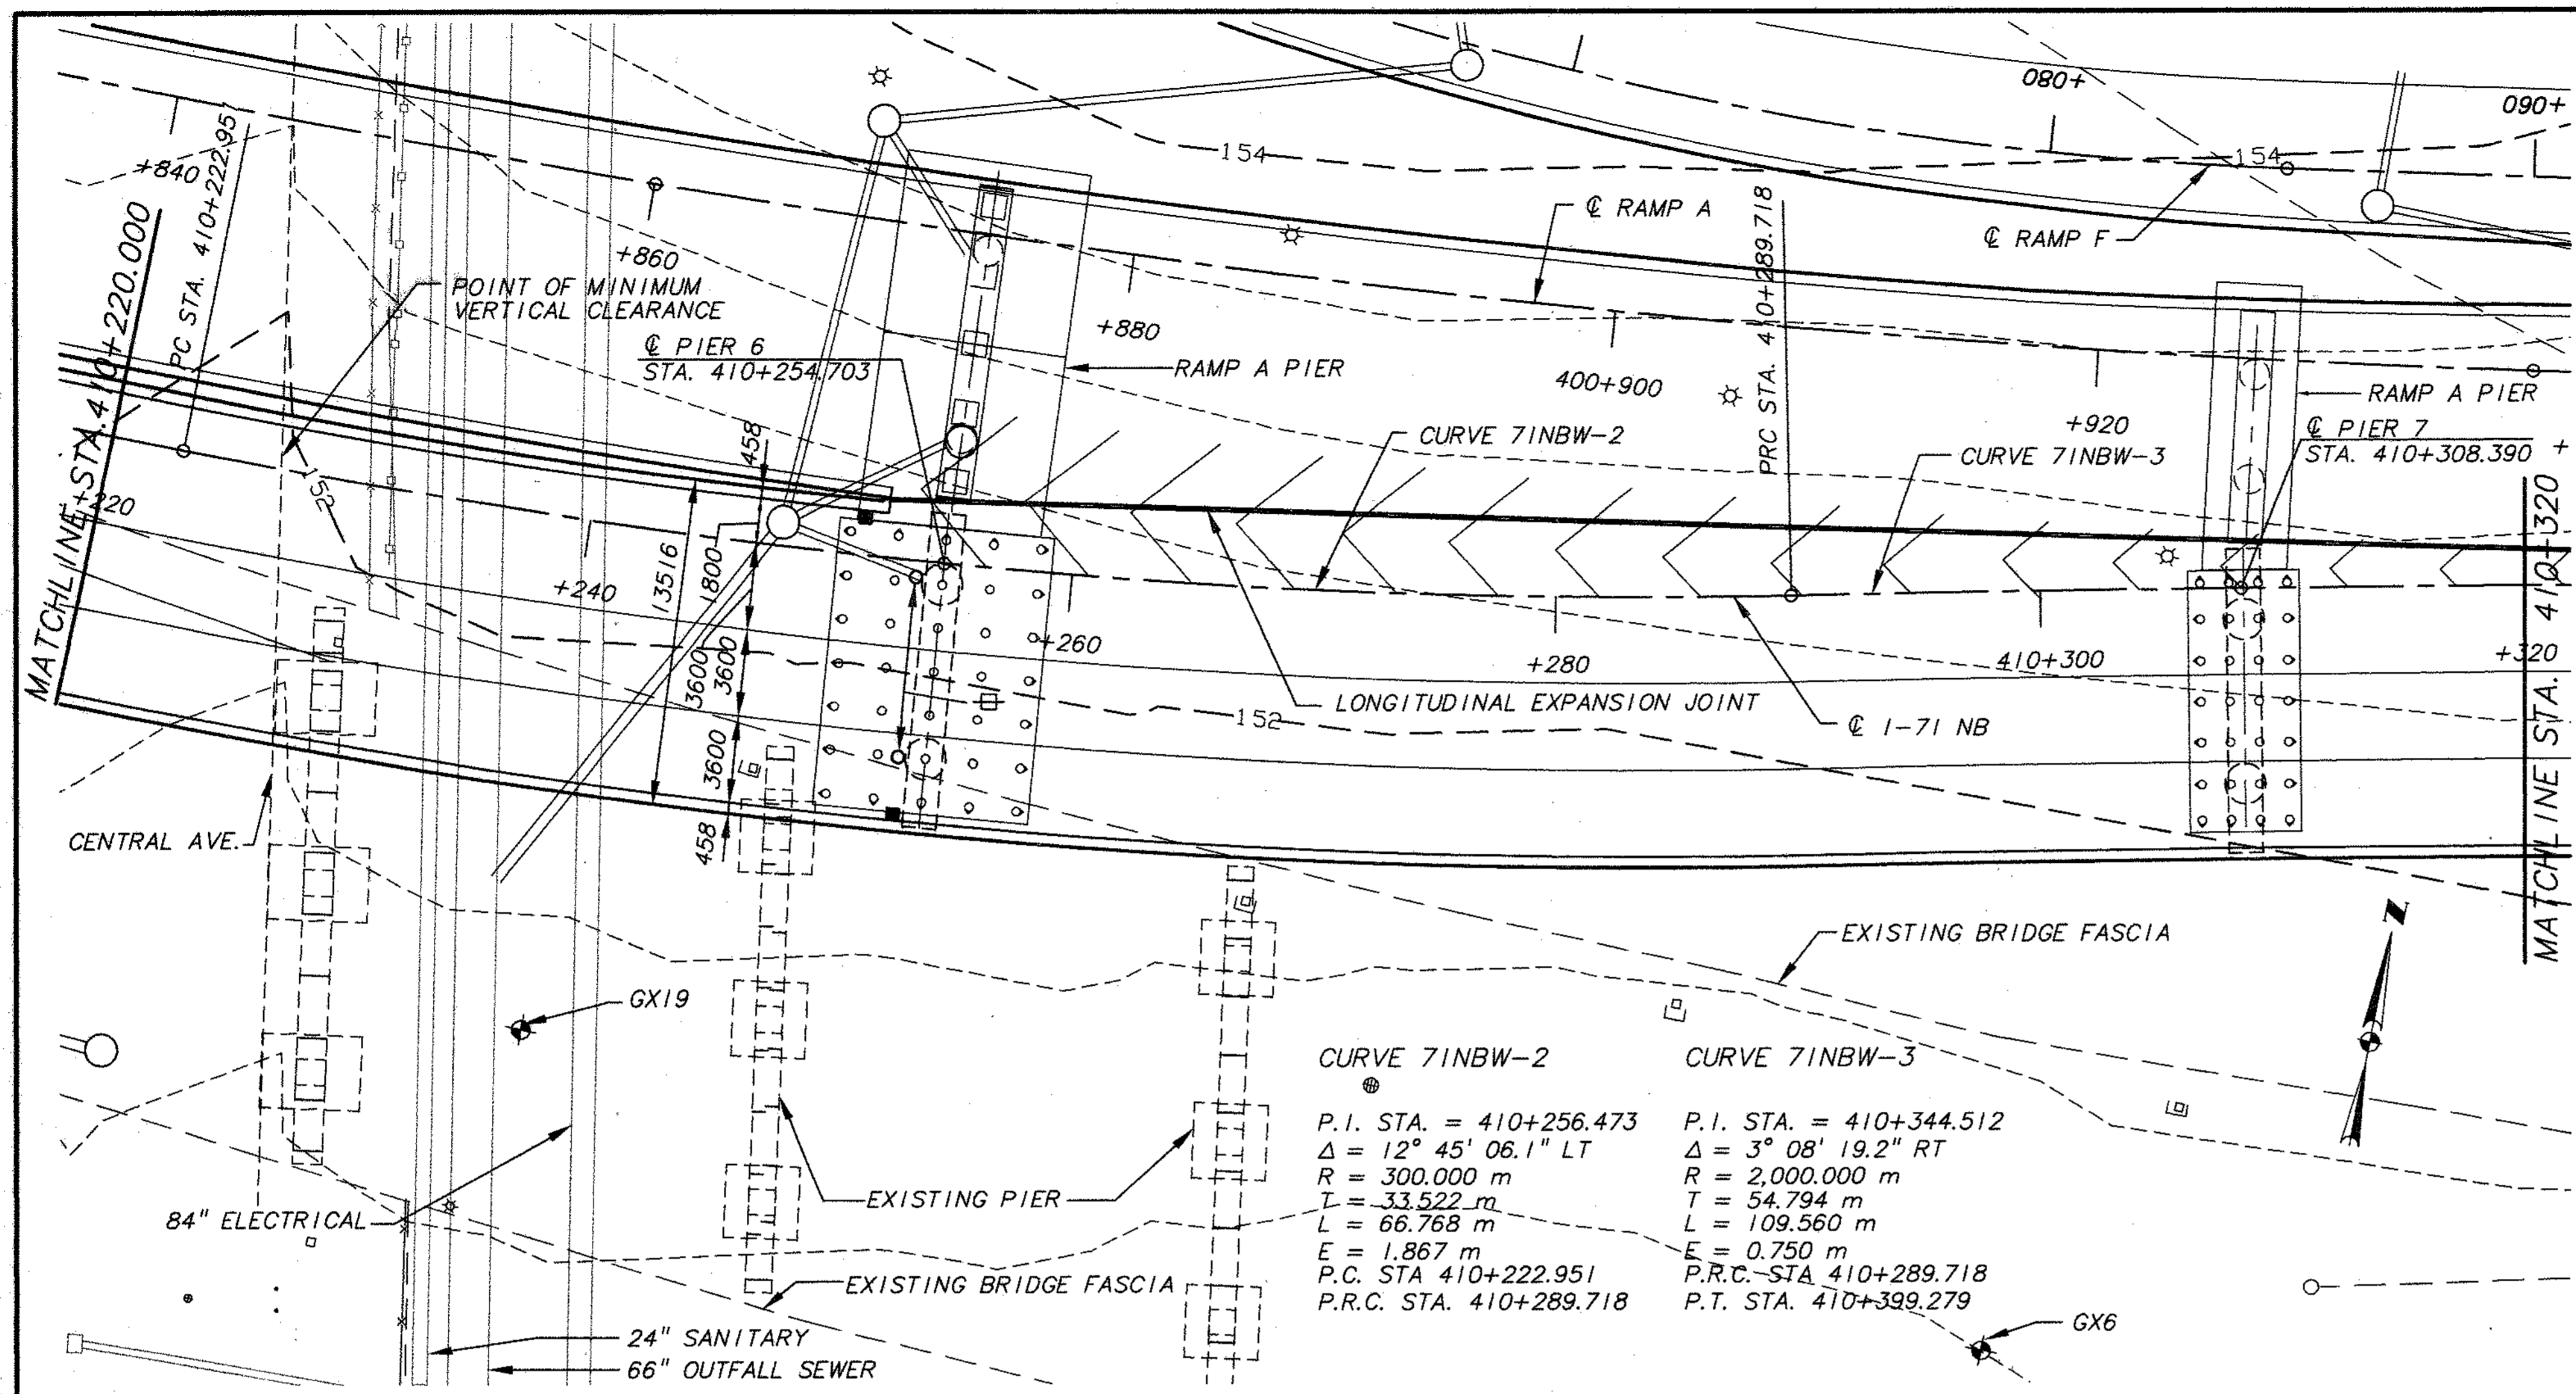 080+
090+
154
154
+840
PC STA. 410+222.951
MATCHLINE STA. 410+220.000
℄ RAMP A
℄ RAMP F
+860
POINT OF MINIMUM
VERTICAL CLEARANCE
PRC STA. 410+289.718
+880
℄ PIER 6
STA. 410+254.703
RAMP A PIER
400+900
RAMP A PIER
+920
℄ PIER 7
STA. 410+308.390
+
CURVE 71NBW-2
CURVE 71NBW-3
458
152
+220
13516
1800
3600
3600
3600
458
+240
+260
+280
410+300
+320
MATCHLINE STA. 410+320
LONGITUDINAL EXPANSION JOINT
152
℄ I-71 NB
CENTRAL AVE.
EXISTING BRIDGE FASCIA
N
GX19
CURVE 71NBW-2
P.I. STA. = 410+256.473
Δ = 12° 45' 06.1" LT
R = 300.000 m
T = 33.522 m
L = 66.768 m
E = 1.867 m
P.C. STA 410+222.951
P.R.C. STA. 410+289.718
CURVE 71NBW-3
P.I. STA. = 410+344.512
Δ = 3° 08' 19.2" RT
R = 2,000.000 m
T = 54.794 m
L = 109.560 m
E = 0.750 m
P.R.C. STA 410+289.718
P.T. STA. 410+399.279
EXISTING PIER
84" ELECTRICAL
EXISTING BRIDGE FASCIA
24" SANITARY
66" OUTFALL SEWER
GX6